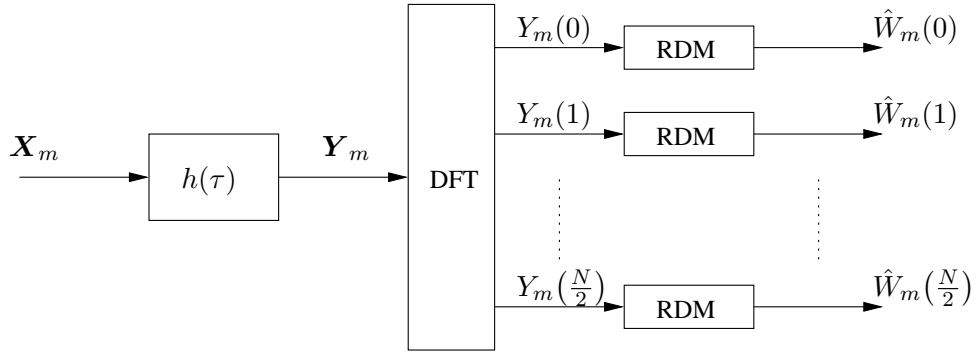 Y_m(0) RDM Ŵ_m(0)
Y_m(1) RDM Ŵ_m(1)
X_m h(τ) Y_m DFT
Y_m(N/2) RDM Ŵ_m(N/2)